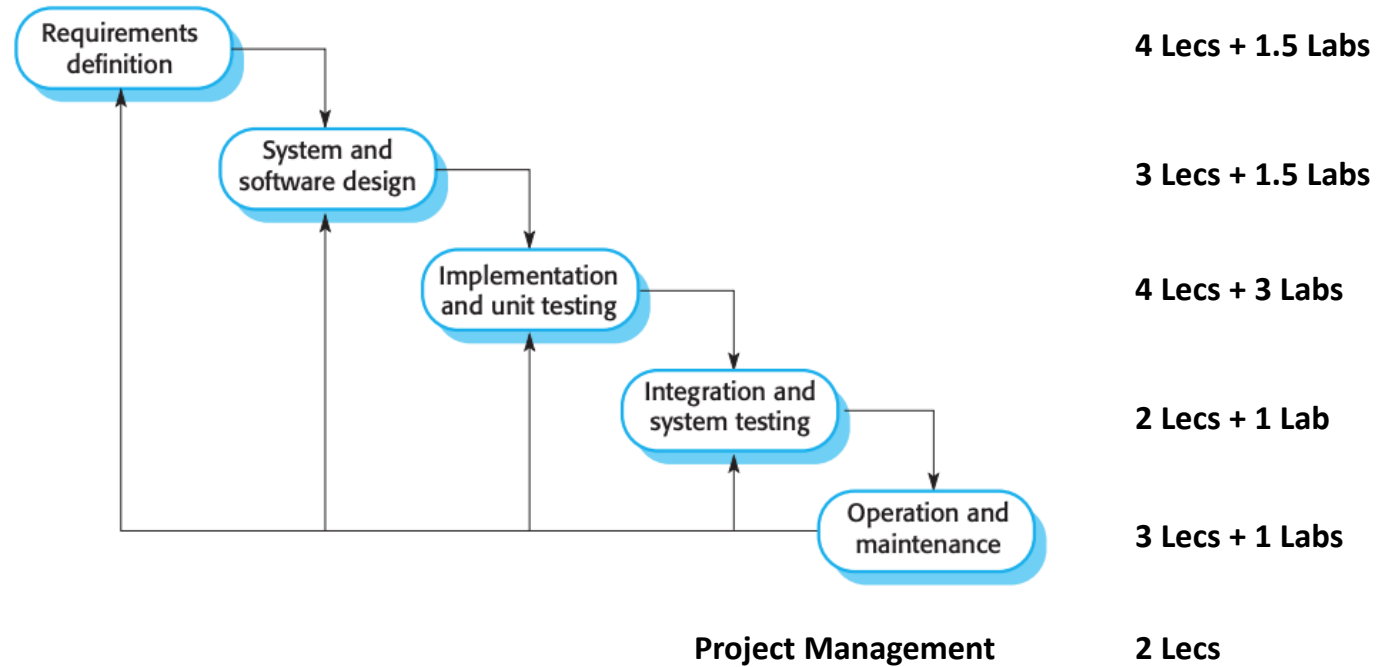 Requirements
definition
4 Lecs + 1.5 Labs
System and
software design
3 Lecs + 1.5 Labs
Implementation
and unit testing
4 Lecs + 3 Labs
Integration and
system testing
2 Lecs + 1 Lab
Operation and
maintenance
3 Lecs + 1 Labs
Project Management
2 Lecs